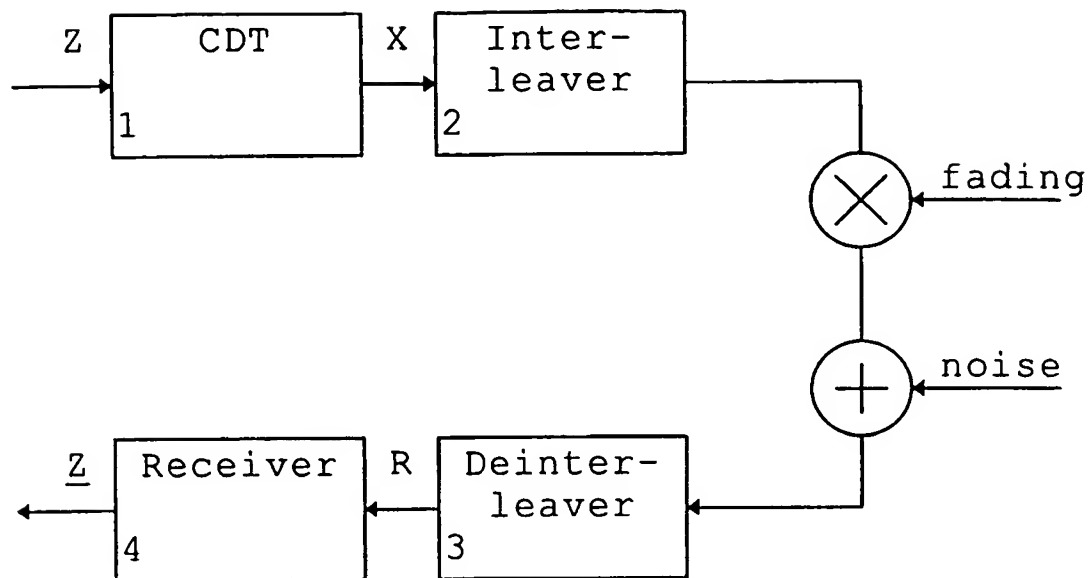 Z
CDT
1
X
Inter-
leaver
2
fading
noise
Z
Receiver
4
R
Deinter-
leaver
3